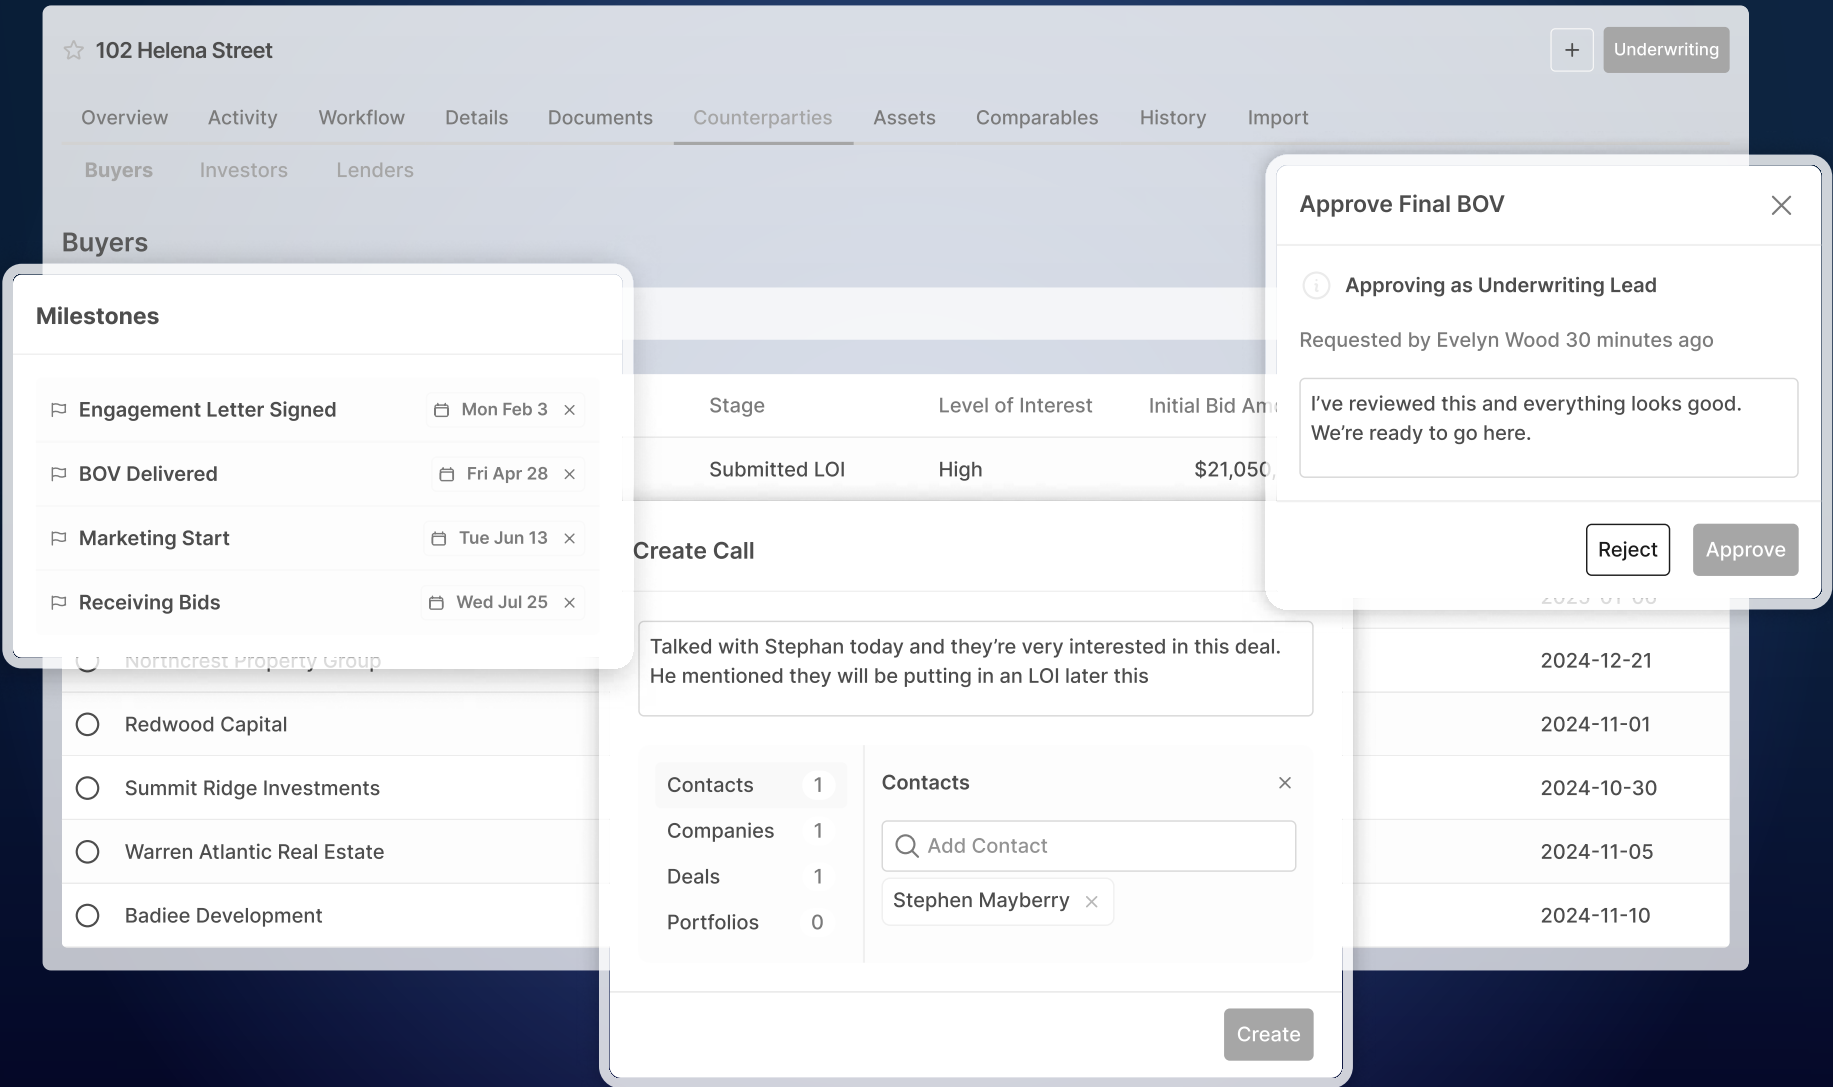 102 Helena Street
+
Underwriting
Overview
Activity
Workflow
Details
Documents
Counterparties
Assets
Comparables
History
Import
Buyers
Investors
Lenders
Buyers
Milestones
Engagement Letter Signed
Mon Feb 3
BOV Delivered
Fri Apr 28
Marketing Start
Tue Jun 13
Receiving Bids
Wed Jul 25
Stage
Level of Interest
Initial Bid
Submitted LOI
High
$21,050,
Approve Final BOV
Approving as Underwriting Lead
Requested by Evelyn Wood 30 minutes ago
I’ve reviewed this and everything looks good.
We’re ready to go here.
Reject
Approve
Northcrest Property Group
2024-12-21
Redwood Capital
2024-11-01
Summit Ridge Investments
2024-10-30
Warren Atlantic Real Estate
2024-11-05
Badiee Development
2024-11-10
Create Call
Talked with Stephan today and they’re very interested in this deal.
He mentioned they will be putting in an LOI later this
Contacts
1
Companies
1
Deals
1
Portfolios
0
Contacts
Add Contact
Stephen Mayberry
Create